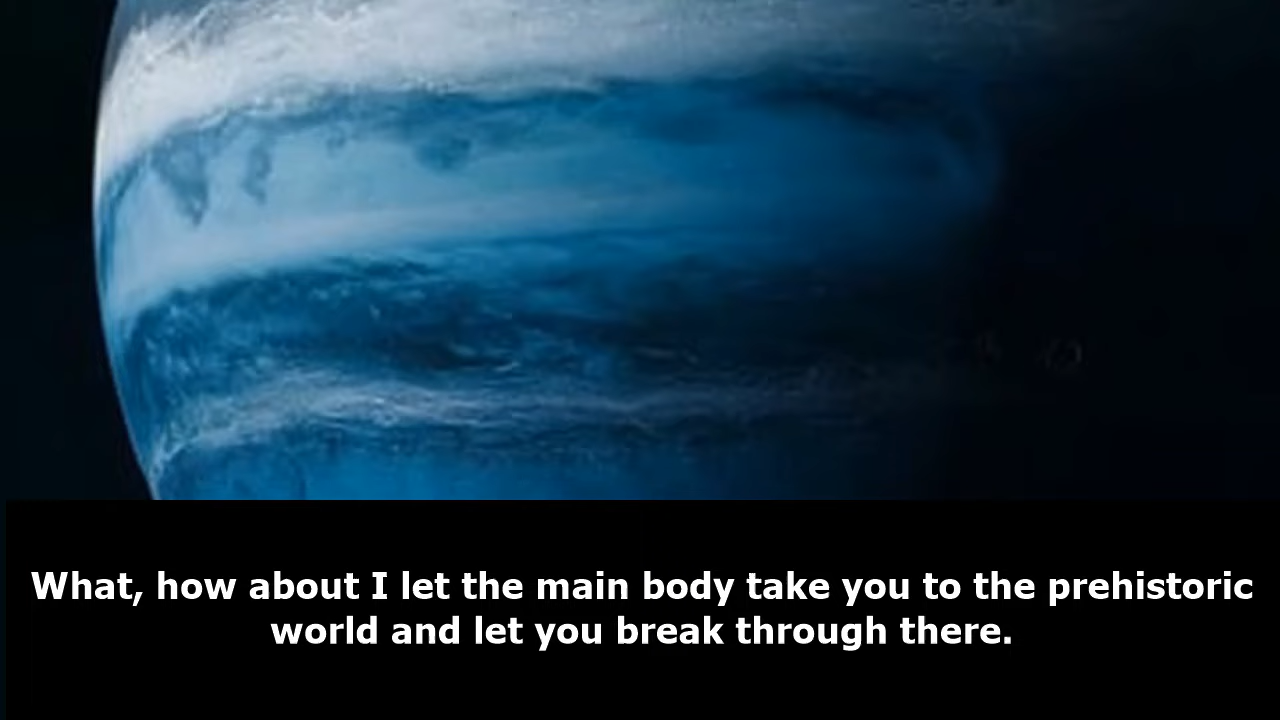 What, how about I let the main body take you to the prehistoric
world and let you break through there.